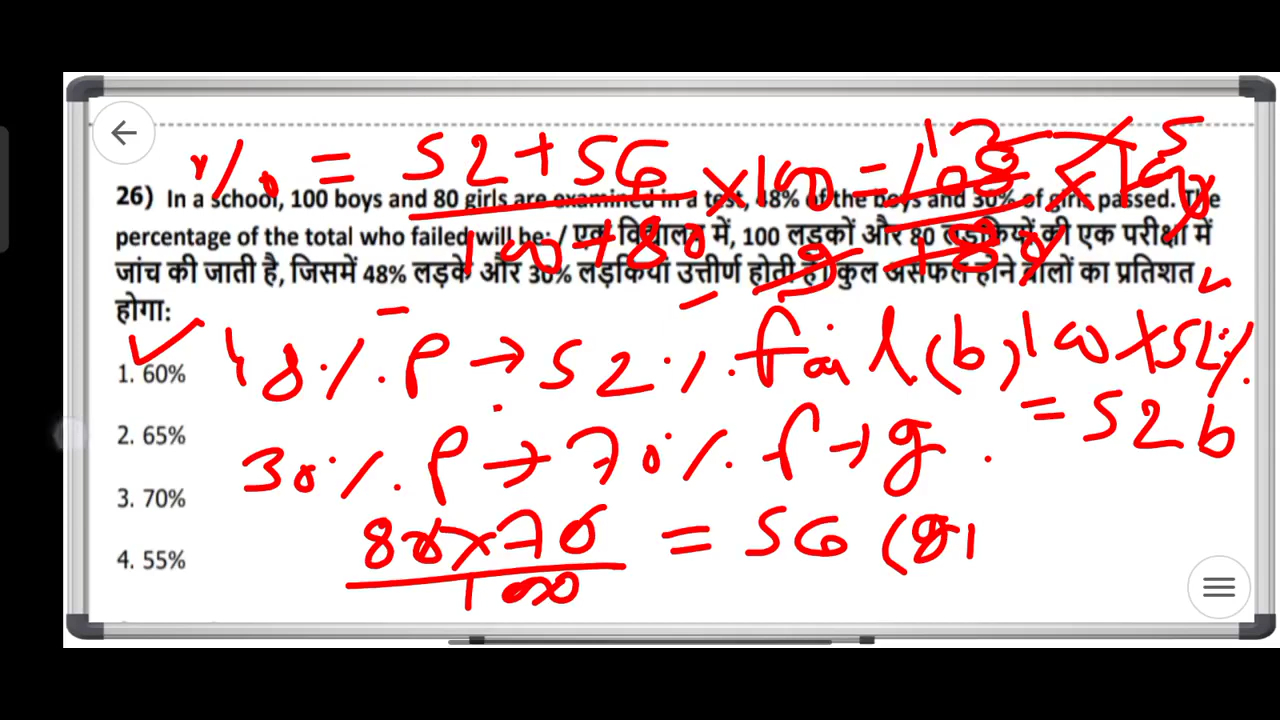 % = 52+56 × 100 = 108 × 100
100+80
26) In a school, 100 boys and 80 girls are examined in a test, 48% of the boys and 30% of girls passed. The
percentage of the total who failed will be: / एक विद्यालय में, 100 लड़कों और 80 लड़कियों की एक परीक्षा में
जांच की जाती है, जिसमें 48% लड़के और 30% लड़कियां उत्तीर्ण होती है। कुल असफल होने वालों का प्रतिशत
होगा:
48% P → 52% fail (b) 100 × 52%
1. 60%
= 52 b
2. 65%
30% P → 70% f → g
3. 70%
80×70 = 56 (g
100
4. 55%